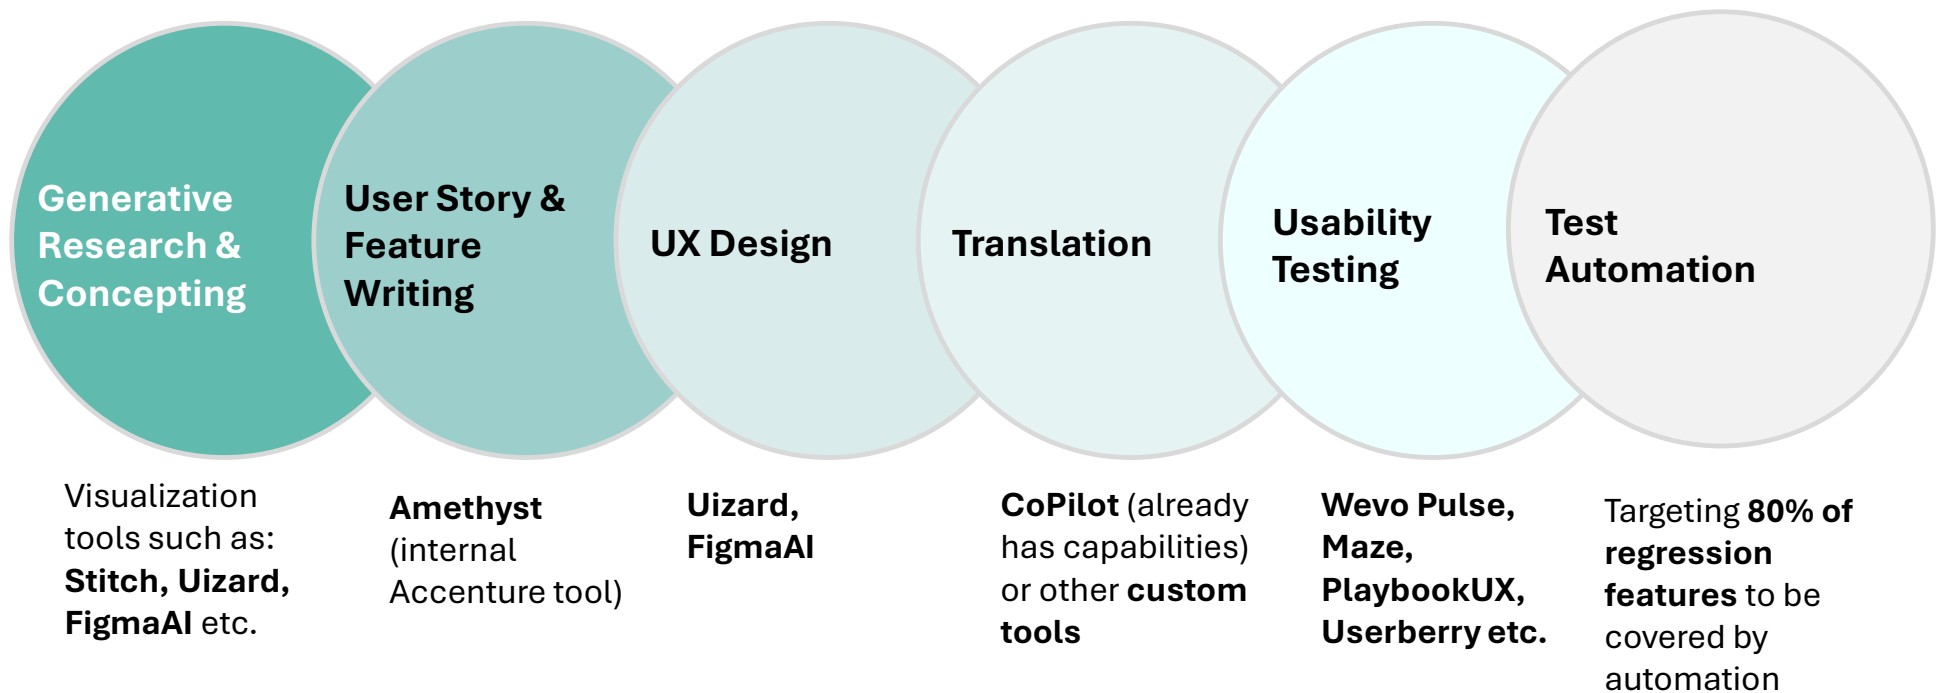 Generative
Research &
Concepting
User Story &
Feature
Writing
UX Design
Translation
Usability
Testing
Test
Automation
Visualization
tools such as:
Stitch, Uizard,
FigmaAI etc.
Amethyst
(internal
Accenture tool)
Uizard,
FigmaAI
CoPilot (already
has capabilities)
or other custom
tools
Wevo Pulse,
Maze,
PlaybookUX,
Userberry etc.
Targeting 80% of
regression
features to be
covered by
automation